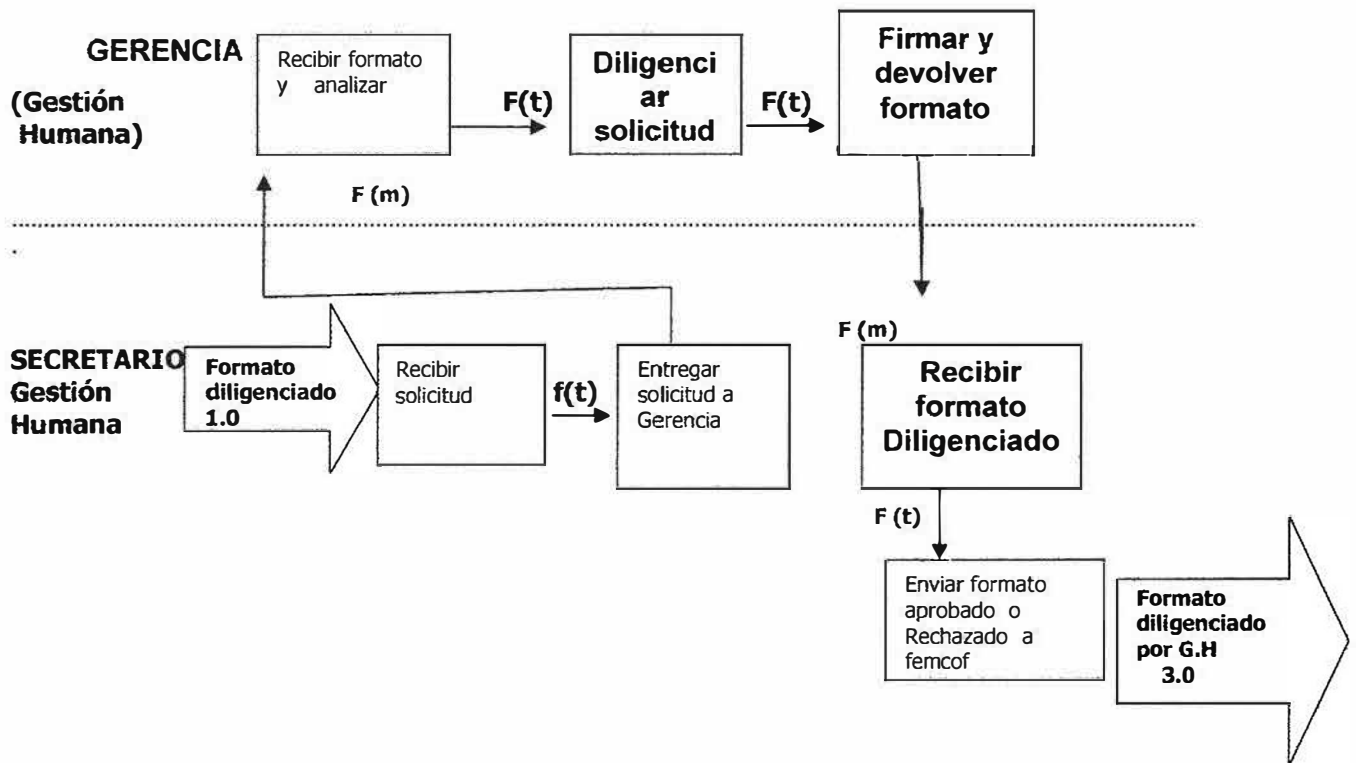 GERENCIA
(Gestión
Humana)
Recibir formato
y analizar
F(t)
Diligenci
ar
solicitud
F(t)
Firmar y
devolver
formato
F (m)
SECRETARIO
Gestión
Humana
Formato
diligenciado
1.0
Recibir
solicitud
f(t)
Entregar
solicitud a
Gerencia
F (m)
Recibir
formato
Diligenciado
F (t)
Enviar formato
aprobado o
Rechazado a
femcof
Formato
diligenciado
por G.H
3.0